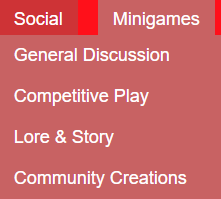 Social Minigames
General Discussion
Competitive Play
Lore & Story
Community Creations